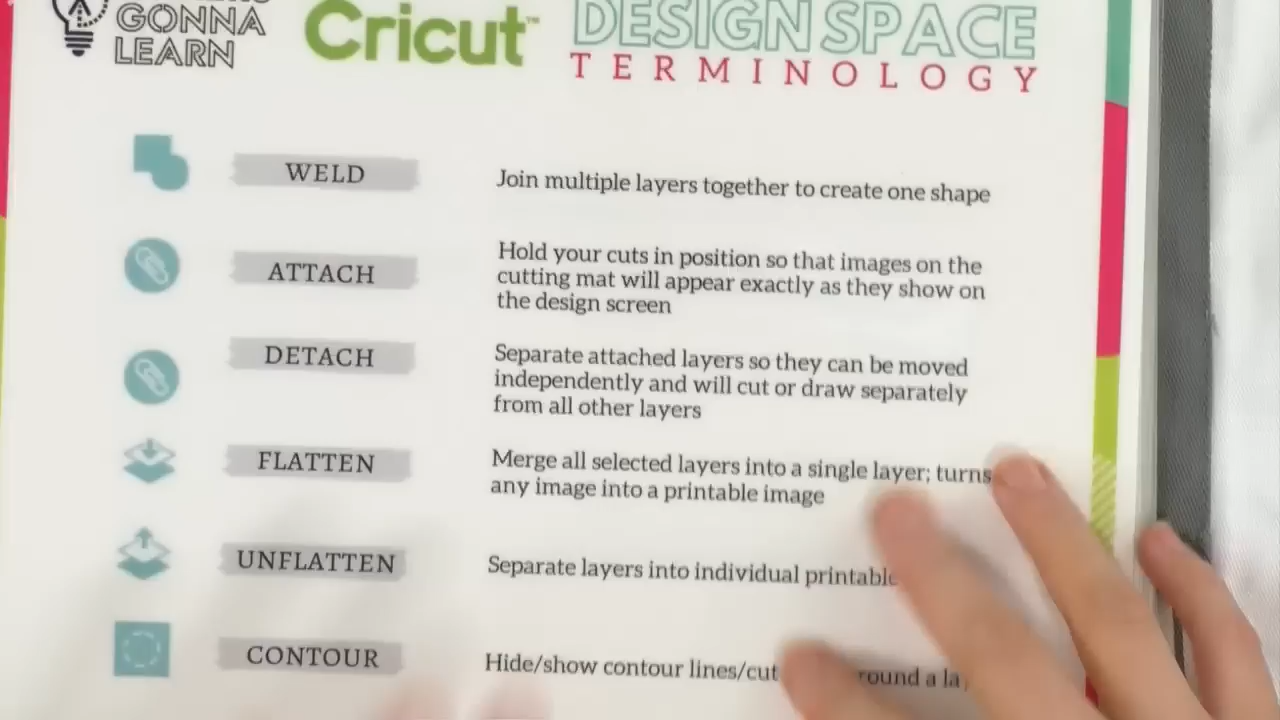 GONNA
LEARN
Cricut™
DESIGN SPACE
TERMINOLOGY
WELD
Join multiple layers together to create one shape
ATTACH
Hold your cuts in position so that images on the
cutting mat will appear exactly as they show on
the design screen
DETACH
Separate attached layers so they can be moved
independently and will cut or draw separately
from all other layers
FLATTEN
Merge all selected layers into a single layer; turns
any image into a printable image
UNFLATTEN
Separate layers into individual printable
CONTOUR
Hide/show contour lines/cut round a la